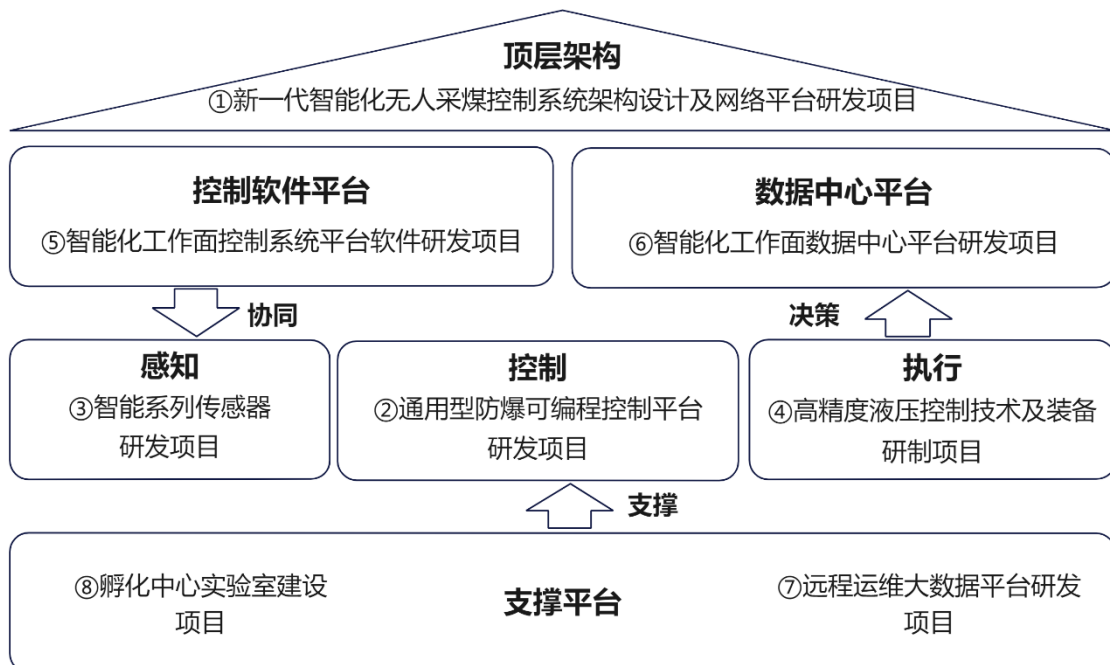 顶层架构
①新一代智能化无人采煤控制系统架构设计及网络平台研发项目
控制软件平台
⑤智能化工作面控制系统平台软件研发项目
数据中心平台
⑥智能化工作面数据中心平台研发项目
协同
决策
感知
③智能系列传感器
研发项目
控制
②通用型防爆可编程控制平台
研发项目
执行
④高精度液压控制技术及装备
研制项目
支撑
⑧孵化中心实验室建设
项目
支撑平台
⑦远程运维大数据平台研发
项目